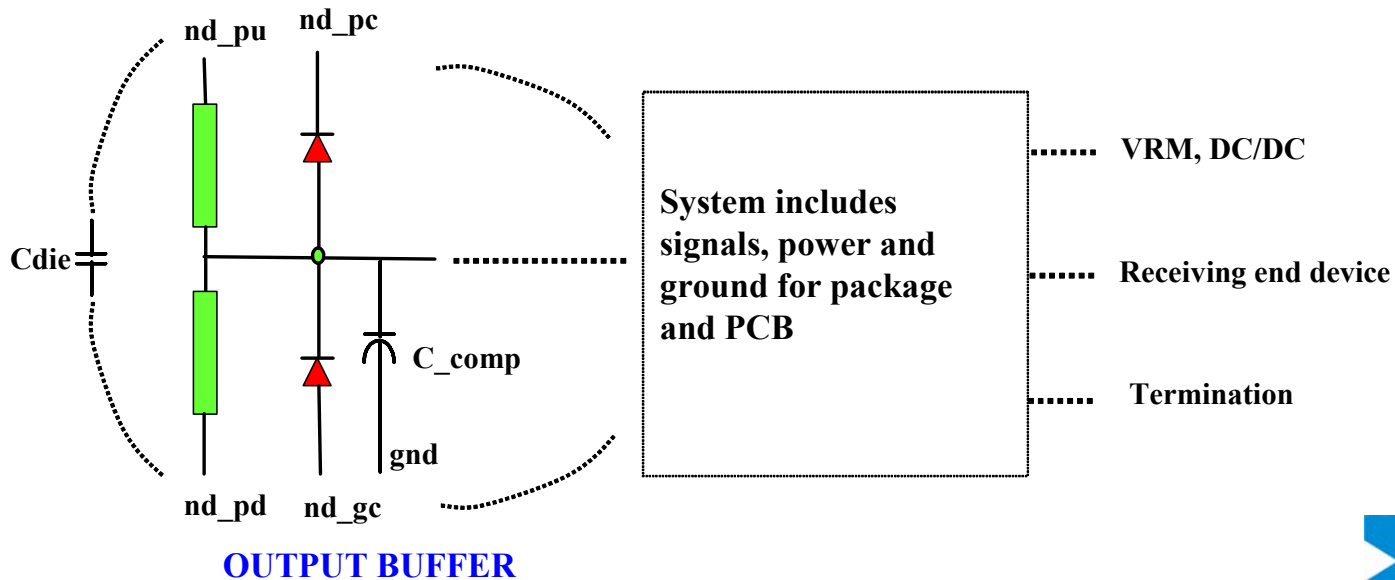 nd_pu
nd_pc
Cdie
C_comp
gnd
nd_pd
nd_gc
OUTPUT BUFFER
System includes
signals, power and
ground for package
and PCB
VRM, DC/DC
Receiving end device
Termination